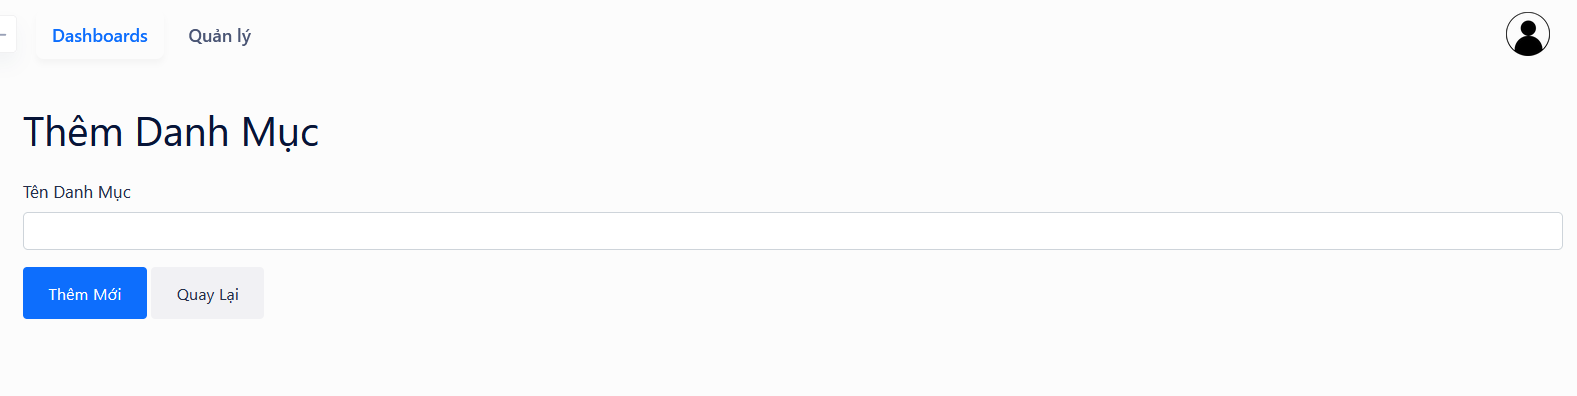 Dashboards Quản lý
Thêm Danh Mục
Tên Danh Mục
Thêm Mới Quay Lại